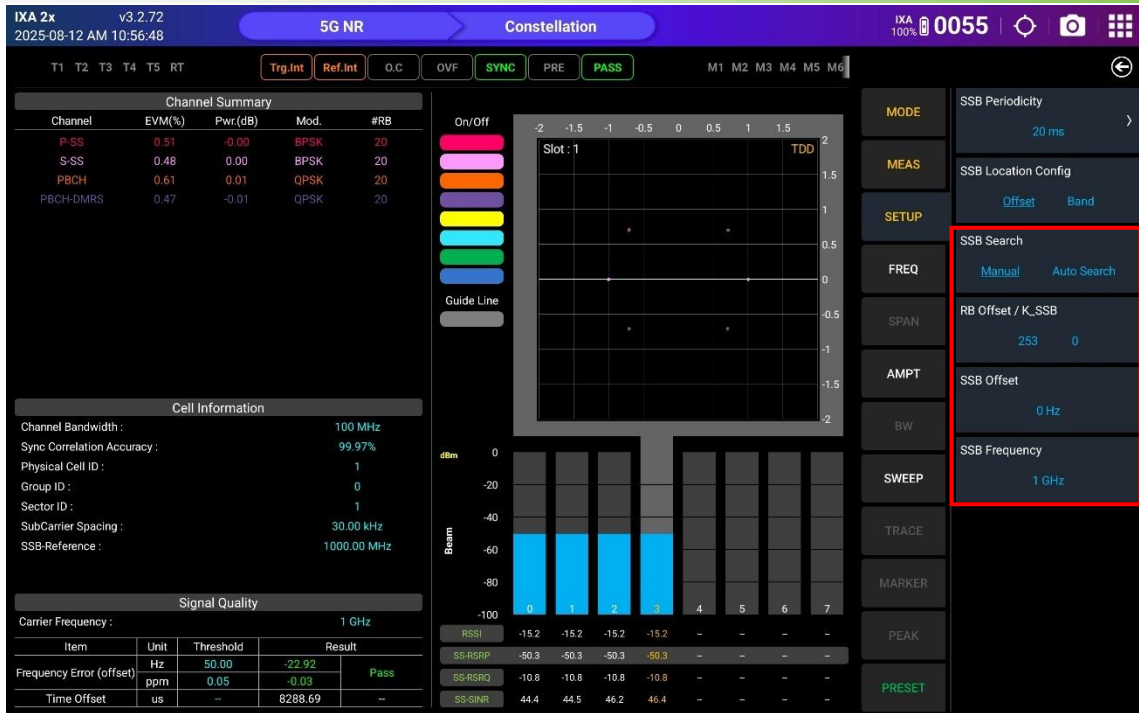 IXA 2x v3.2.72
2025-08-12 AM 10:56:48
5G NR
Constellation
IXA
100%
0055
T1 T2 T3 T4 T5 RT
Trg.Int
Ref.Int
O.C
OVF
SYNC
PRE
PASS
M1 M2 M3 M4 M5 M6
Channel Summary
Channel EVM(%) Pwr.(dB) Mod. #RB
P-SS 0.51 -0.00 BPSK 20
S-SS 0.48 0.00 BPSK 20
PBCH 0.61 0.01 QPSK 20
PBCH-DMRS 0.47 -0.01 QPSK 20
Cell Information
Channel Bandwidth : 100 MHz
Sync Correlation Accuracy : 99.97%
Physical Cell ID : 1
Group ID : 0
Sector ID : 1
SubCarrier Spacing : 30.00 kHz
SSB-Reference : 1000.00 MHz
Signal Quality
Carrier Frequency : 1 GHz
Item Unit Threshold Result
Frequency Error (offset) Hz 50.00 -22.92 Pass
ppm 0.05 -0.03
Time Offset us -- 8288.69 --
On/Off
Guide Line
-2 -1.5 -1 -0.5 0 0.5 1 1.5
Slot : 1 TDD
2
1.5
1
0.5
0
-0.5
-1
-1.5
-2
dBm
0
-20
-40
-60
-80
-100
Beam
0 1 2 3 4 5 6 7
RSSI -15.2 -15.2 -15.2 -15.2 -- -- -- --
SS-RSRP -50.3 -50.3 -50.3 -50.3 -- -- -- --
SS-RSRQ -10.8 -10.8 -10.8 -10.8 -- -- -- --
SS-SINR 44.4 44.5 46.2 46.4 -- -- -- --
MODE
MEAS
SETUP
FREQ
SPAN
AMPT
BW
SWEEP
TRACE
MARKER
PEAK
PRESET
SSB Periodicity
20 ms
SSB Location Config
Offset Band
SSB Search
Manual Auto Search
RB Offset / K_SSB
253 0
SSB Offset
0 Hz
SSB Frequency
1 GHz